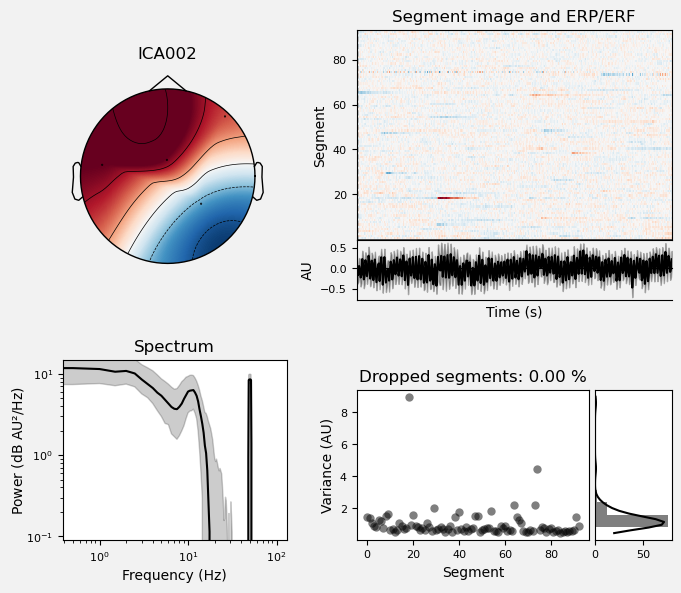 ICA002
Segment image and ERP/ERF
Segment
80
60
40
20
AU
0.5
0.0
−0.5
Time (s)
Spectrum
Power (dB AU²/Hz)
10¹
10⁰
10⁻¹
10⁰
10¹
10²
Frequency (Hz)
Dropped segments: 0.00 %
Variance (AU)
8
6
4
2
0
20
40
60
80
Segment
0
50